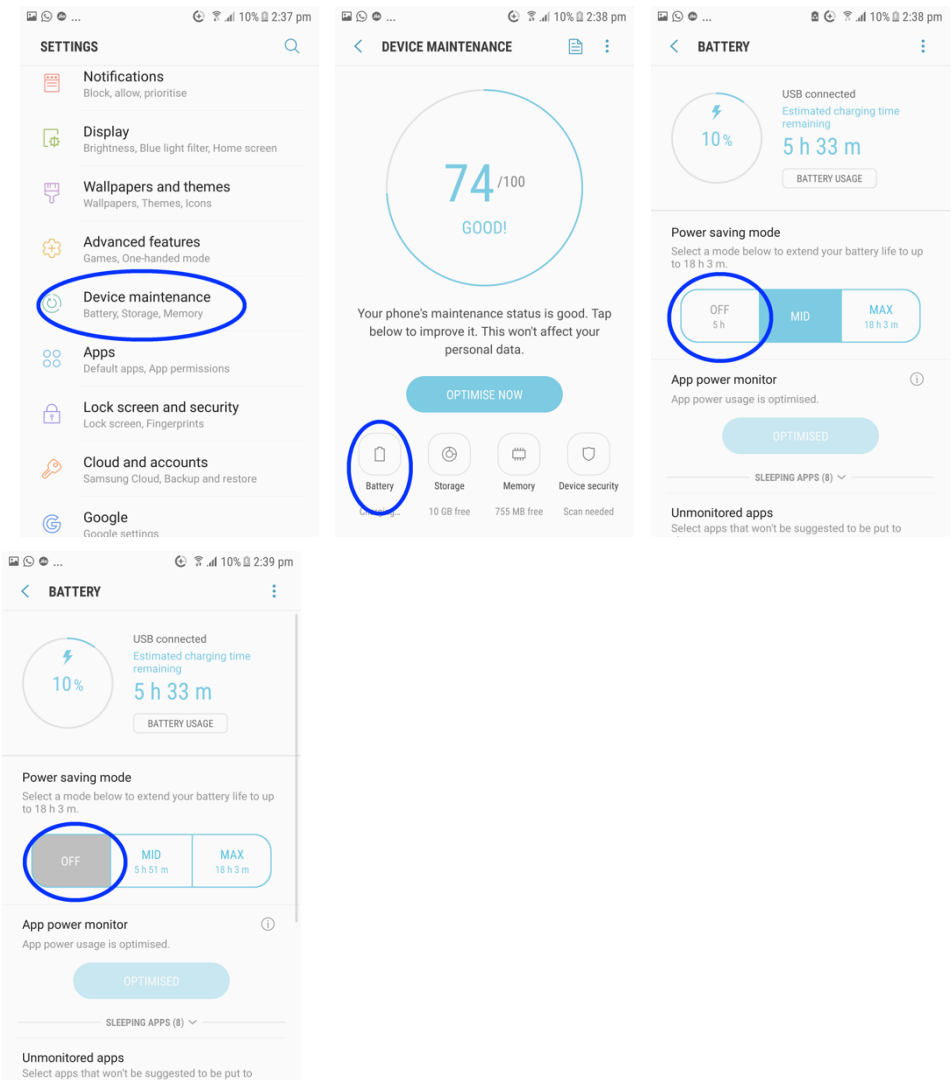 ... 10% 2:37 pm
SETTINGS
Notifications
Block, allow, prioritise
Display
Brightness, Blue light filter, Home screen
Wallpapers and themes
Wallpapers, Themes, Icons
Advanced features
Games, One-handed mode
Device maintenance
Battery, Storage, Memory
Apps
Default apps, App permissions
Lock screen and security
Lock screen, Fingerprints
Cloud and accounts
Samsung Cloud, Backup and restore
Google
Google settings
... 10% 2:38 pm
DEVICE MAINTENANCE
74/100
GOOD!
Your phone's maintenance status is good. Tap
below to improve it. This won't affect your
personal data.
OPTIMISE NOW
Battery Storage Memory Device security
Charging... 10 GB free 755 MB free Scan needed
... 10% 2:38 pm
BATTERY
10%
USB connected
Estimated charging time
remaining
5 h 33 m
BATTERY USAGE
Power saving mode
Select a mode below to extend your battery life to up
to 18 h 3 m.
OFF MID MAX
5 h 18 h 3 m
App power monitor
App power usage is optimised.
OPTIMISED
SLEEPING APPS (8)
Unmonitored apps
Select apps that won't be suggested to be put to
... 10% 2:39 pm
BATTERY
10%
USB connected
Estimated charging time
remaining
5 h 33 m
BATTERY USAGE
Power saving mode
Select a mode below to extend your battery life to up
to 18 h 3 m.
OFF MID MAX
5 h 51 m 18 h 3 m
App power monitor
App power usage is optimised.
OPTIMISED
SLEEPING APPS (8)
Unmonitored apps
Select apps that won't be suggested to be put to